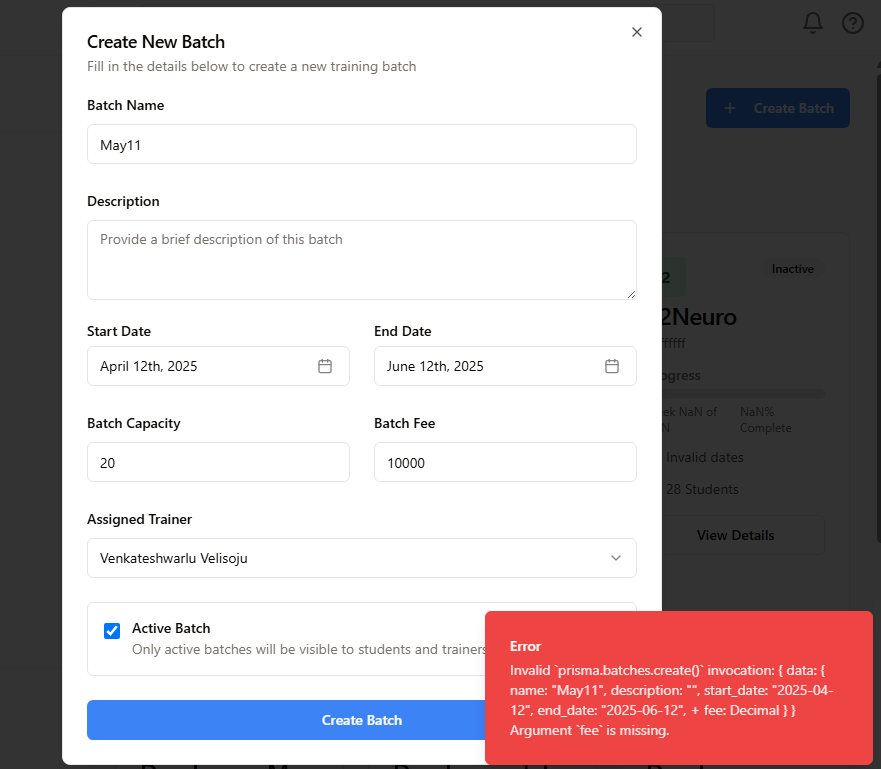 Create New Batch
Fill in the details below to create a new training batch
Batch Name
May11
Description
Provide a brief description of this batch
Start Date
End Date
April 12th, 2025
June 12th, 2025
Batch Capacity
Batch Fee
20
10000
Assigned Trainer
Venkateshwarlu Velisoju
Active Batch
Only active batches will be visible to students and trainers
Create Batch
+ Create Batch
2
Inactive
2Neuro
ffffff
ogress
eek NaN of
N
NaN%
Complete
Invalid dates
28 Students
View Details
Error
Invalid `prisma.batches.create()` invocation: { data: {
name: "May11", description: "", start_date: "2025-04-
12", end_date: "2025-06-12", + fee: Decimal } }
Argument `fee` is missing.